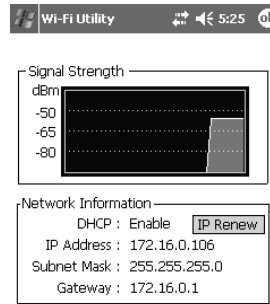 Wi-Fi Utility 5:25 ok
Signal Strength
dBm
-50
-65
-80
Network Information
DHCP : Enable IP Renew
IP Address : 172.16.0.106
Subnet Mask : 255.255.255.0
Gateway : 172.16.0.1